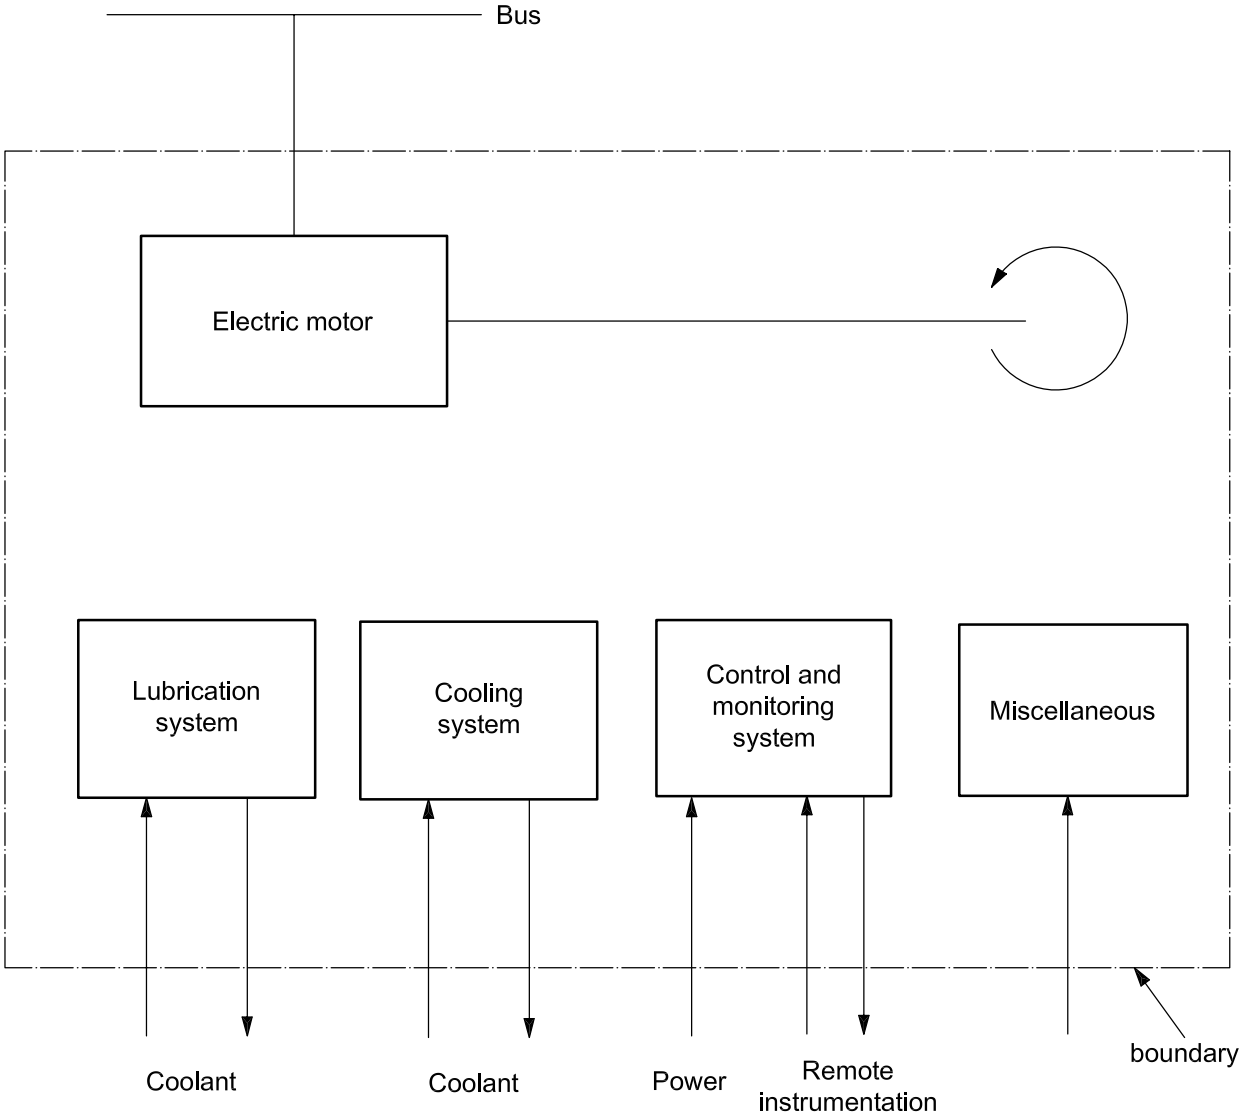 Bus
Electric motor
Lubrication
system
Cooling
system
Control and
monitoring
system
Miscellaneous
Coolant
Coolant
Power
Remote
instrumentation
boundary